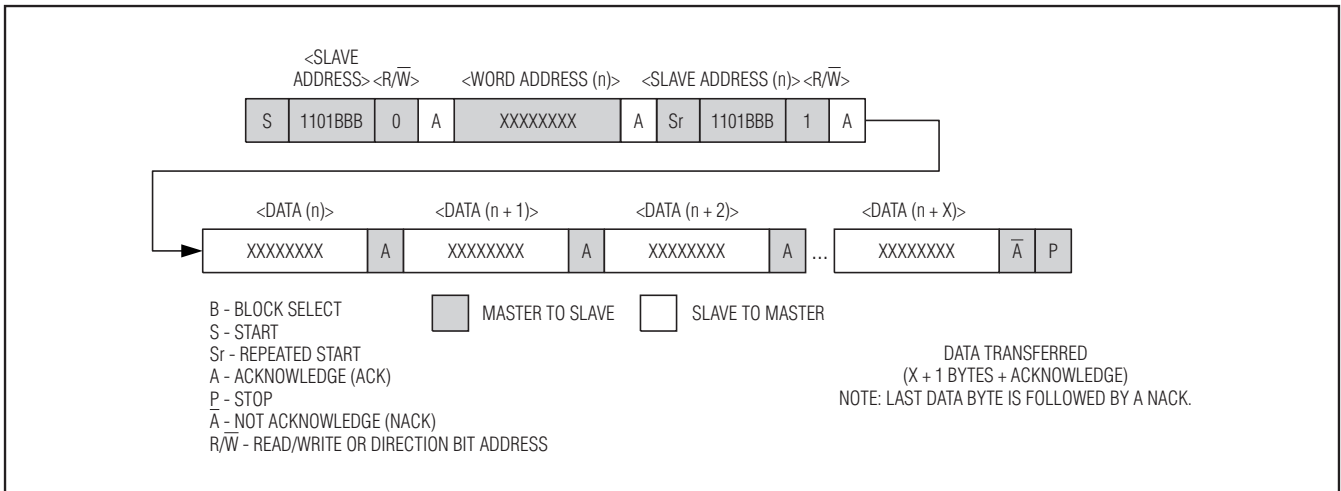 <SLAVE
ADDRESS> <R/W̅> <WORD ADDRESS (n)> <SLAVE ADDRESS (n)> <R/W̅>
S 1101BBB 0 A XXXXXXXX A Sr 1101BBB 1 A
<DATA (n)> <DATA (n + 1)> <DATA (n + 2)> <DATA (n + X)>
XXXXXXXX A XXXXXXXX A XXXXXXXX A ... XXXXXXXX A̅ P
B - BLOCK SELECT
S - START
Sr - REPEATED START
A - ACKNOWLEDGE (ACK)
P - STOP
A̅ - NOT ACKNOWLEDGE (NACK)
R/W̅ - READ/WRITE OR DIRECTION BIT ADDRESS
MASTER TO SLAVE SLAVE TO MASTER
DATA TRANSFERRED
(X + 1 BYTES + ACKNOWLEDGE)
NOTE: LAST DATA BYTE IS FOLLOWED BY A NACK.